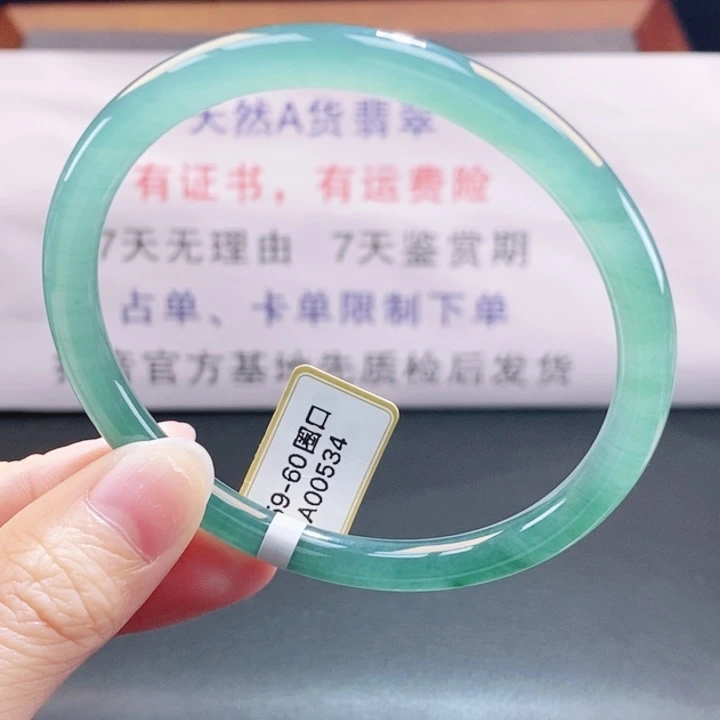 天然A货翡翠
有证书，有运费险
7天无理由 7天鉴赏期
占单、卡单限制下单
官方基地先质检后发货
59-60圈口
A00534